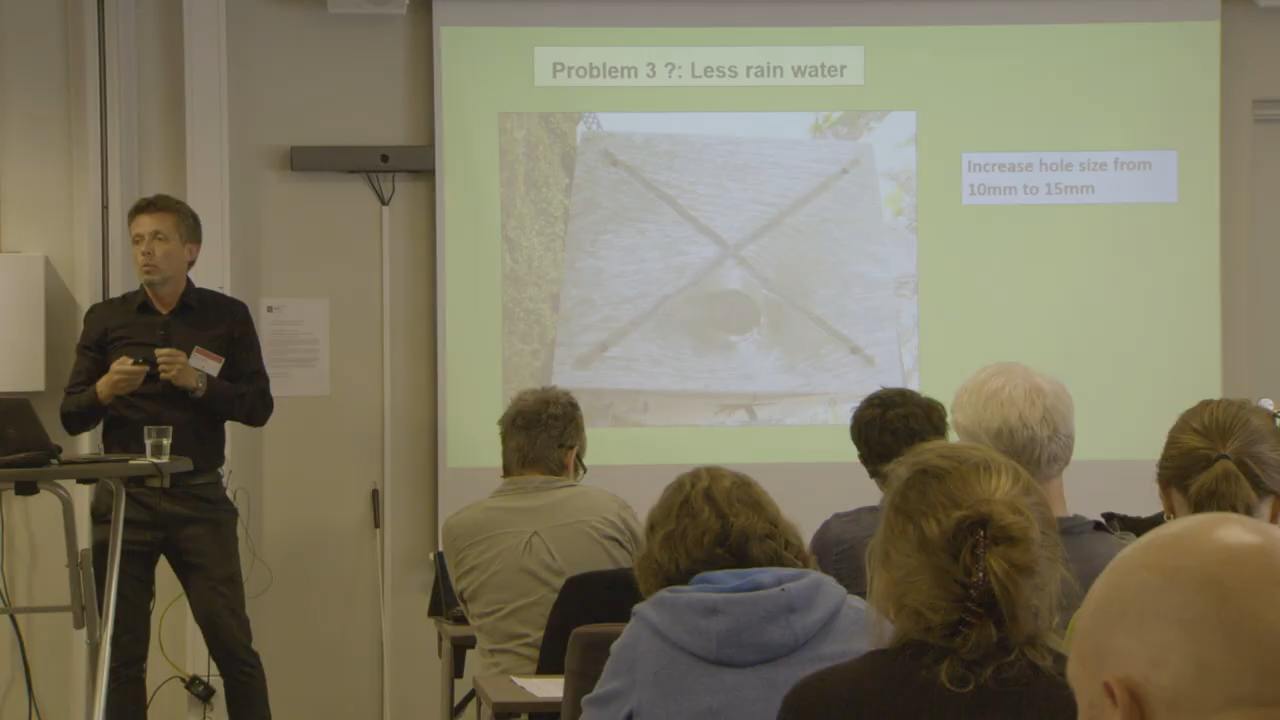 Problem 3 ?: Less rain water
Increase hole size from
10mm to 15mm